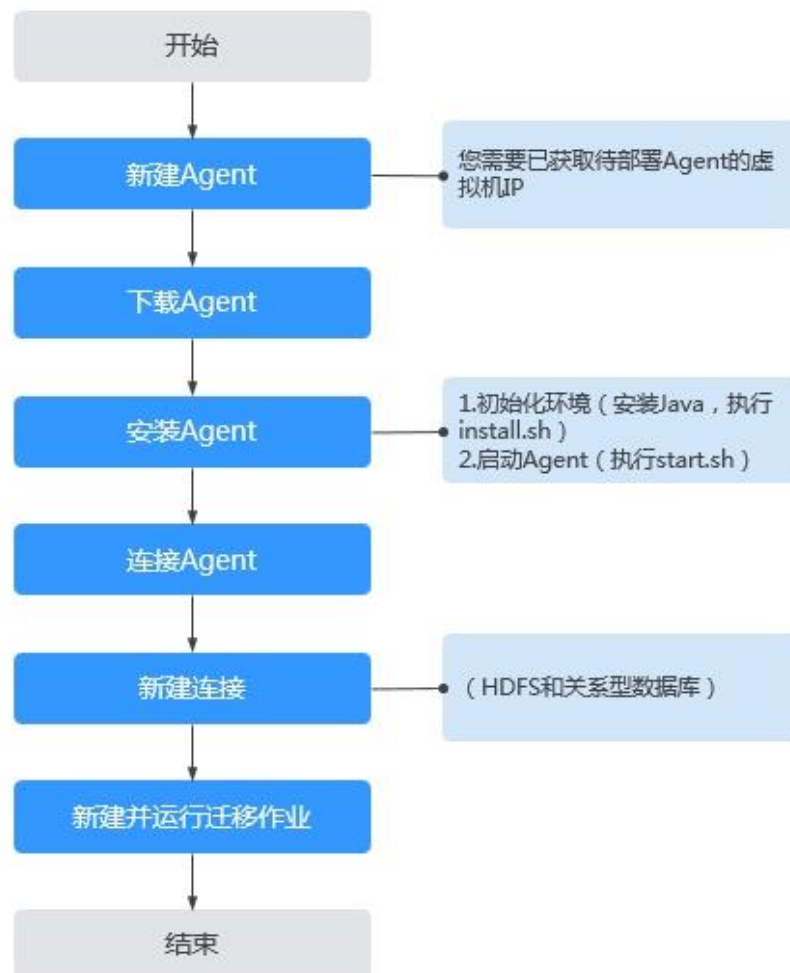 开始
新建Agent
您需要已获取待部署Agent的虚
拟机IP
下载Agent
安装Agent
1.初始化环境（安装Java，执行
install.sh）
2.启动Agent（执行start.sh）
连接Agent
新建连接
（HDFS和关系型数据库）
新建并运行迁移作业
结束